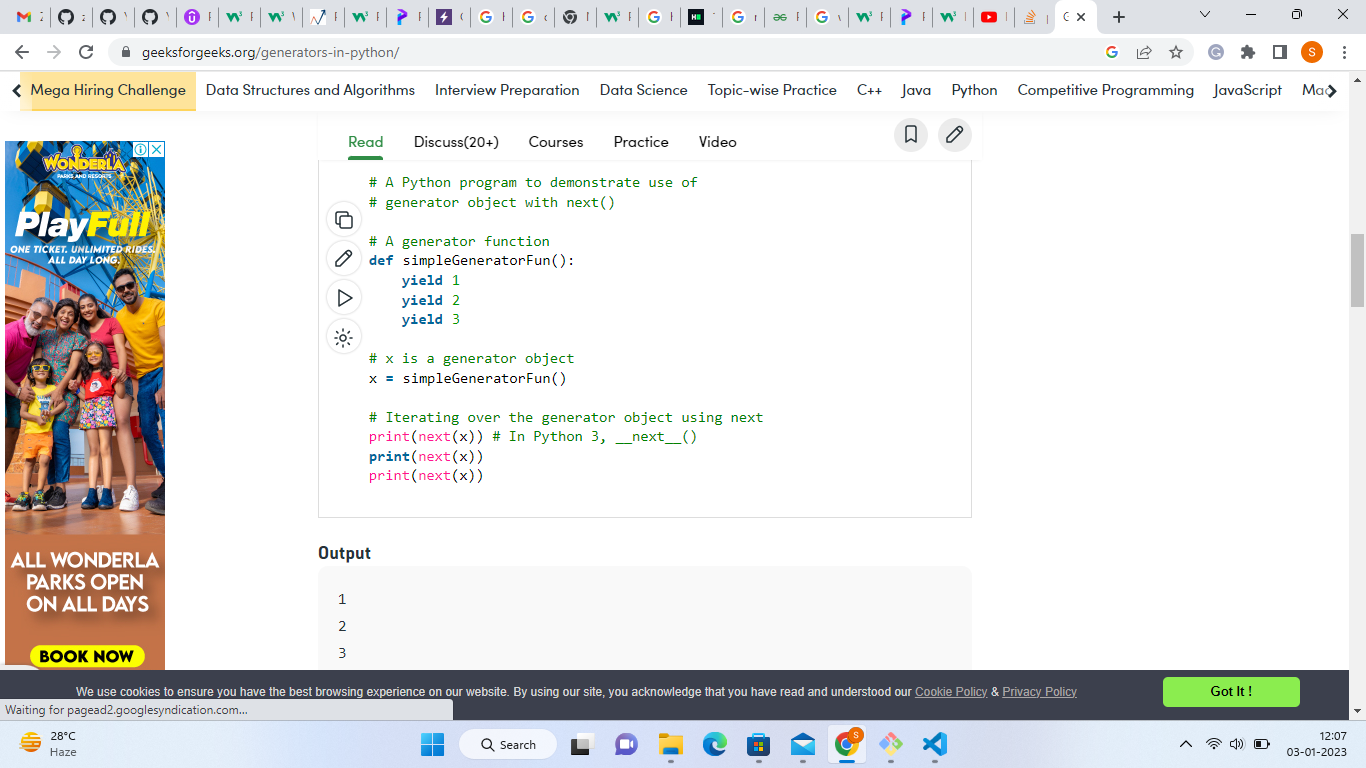 geeksforgeeks.org/generators-in-python/
S
Mega Hiring Challenge Data Structures and Algorithms Interview Preparation Data Science Topic-wise Practice C++ Java Python Competitive Programming JavaScript
Read Discuss(20+) Courses Practice Video
WONDERLA
PARKS AND RESORTS
PlayFull
ONE TICKET. UNLIMITED RIDES.
ALL DAY LONG.
ALL WONDERLA
PARKS OPEN
ON ALL DAYS
BOOK NOW
# A Python program to demonstrate use of
# generator object with next()
# A generator function
def simpleGeneratorFun():
    yield 1
    yield 2
    yield 3
# x is a generator object
x = simpleGeneratorFun()
# Iterating over the generator object using next
print(next(x)) # In Python 3, __next__()
print(next(x))
print(next(x))
Output
1
2
3
We use cookies to ensure you have the best browsing experience on our website. By using our site, you acknowledge that you have read and understood our Cookie Policy & Privacy Policy
Got It !
Waiting for pagead2.googlesyndication.com...
28°C
Haze
Search
S
12:07
03-01-2023